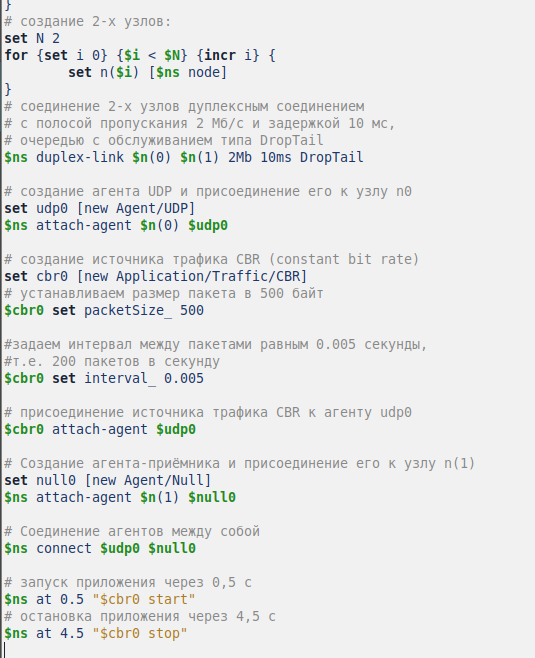 }
# создание 2-х узлов:
set N 2
for {set i 0} {$i < $N} {incr i} {
        set n($i) [$ns node]
}
# соединение 2-х узлов дуплексным соединением
# с полосой пропускания 2 Мб/с и задержкой 10 мс,
# очередью с обслуживанием типа DropTail
$ns duplex-link $n(0) $n(1) 2Mb 10ms DropTail

# создание агента UDP и присоединение его к узлу n0
set udp0 [new Agent/UDP]
$ns attach-agent $n(0) $udp0

# создание источника трафика CBR (constant bit rate)
set cbr0 [new Application/Traffic/CBR]
# устанавливаем размер пакета в 500 байт
$cbr0 set packetSize_ 500

#задаем интервал между пакетами равным 0.005 секунды,
#т.е. 200 пакетов в секунду
$cbr0 set interval_ 0.005

# присоединение источника трафика CBR к агенту udp0
$cbr0 attach-agent $udp0

# Создание агента-приёмника и присоединение его к узлу n(1)
set null0 [new Agent/Null]
$ns attach-agent $n(1) $null0

# Соединение агентов между собой
$ns connect $udp0 $null0

# запуск приложения через 0,5 с
$ns at 0.5 "$cbr0 start"
# остановка приложения через 4,5 с
$ns at 4.5 "$cbr0 stop"